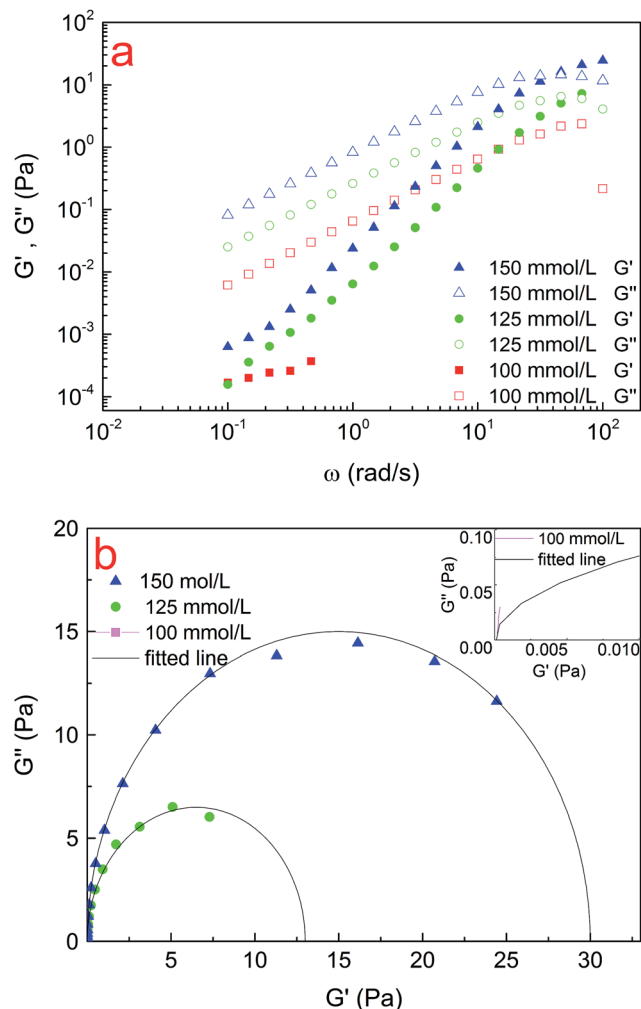 a
10²
10¹
10⁰
10⁻¹
10⁻²
10⁻³
10⁻⁴
G' , G" (Pa)
150 mmol/L G'
150 mmol/L G"
125 mmol/L G'
125 mmol/L G"
100 mmol/L G'
100 mmol/L G"
10⁻² 10⁻¹ 10⁰ 10¹ 10²
ω (rad/s)
b
20
15
10
5
0
G" (Pa)
150 mol/L
125 mmol/L
100 mmol/L
fitted line
0.10
0.05
0.00
G" (Pa)
100 mmol/L
fitted line
0.005 0.010
G' (Pa)
5 10 15 20 25 30
G' (Pa)